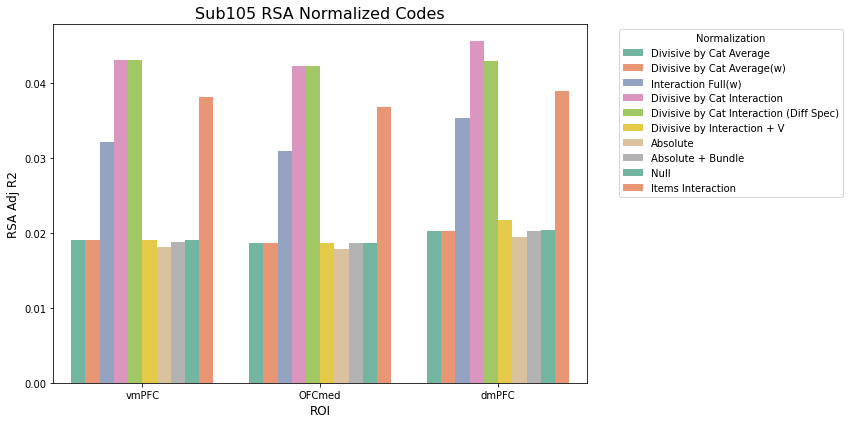 Sub105 RSA Normalized Codes
RSA Adj R2
0.04
0.03
0.02
0.01
0.00
vmPFC
OFCmed
dmPFC
ROI
Normalization
Divisive by Cat Average
Divisive by Cat Average(w)
Interaction Full(w)
Divisive by Cat Interaction
Divisive by Cat Interaction (Diff Spec)
Divisive by Interaction + V
Absolute
Absolute + Bundle
Null
Items Interaction